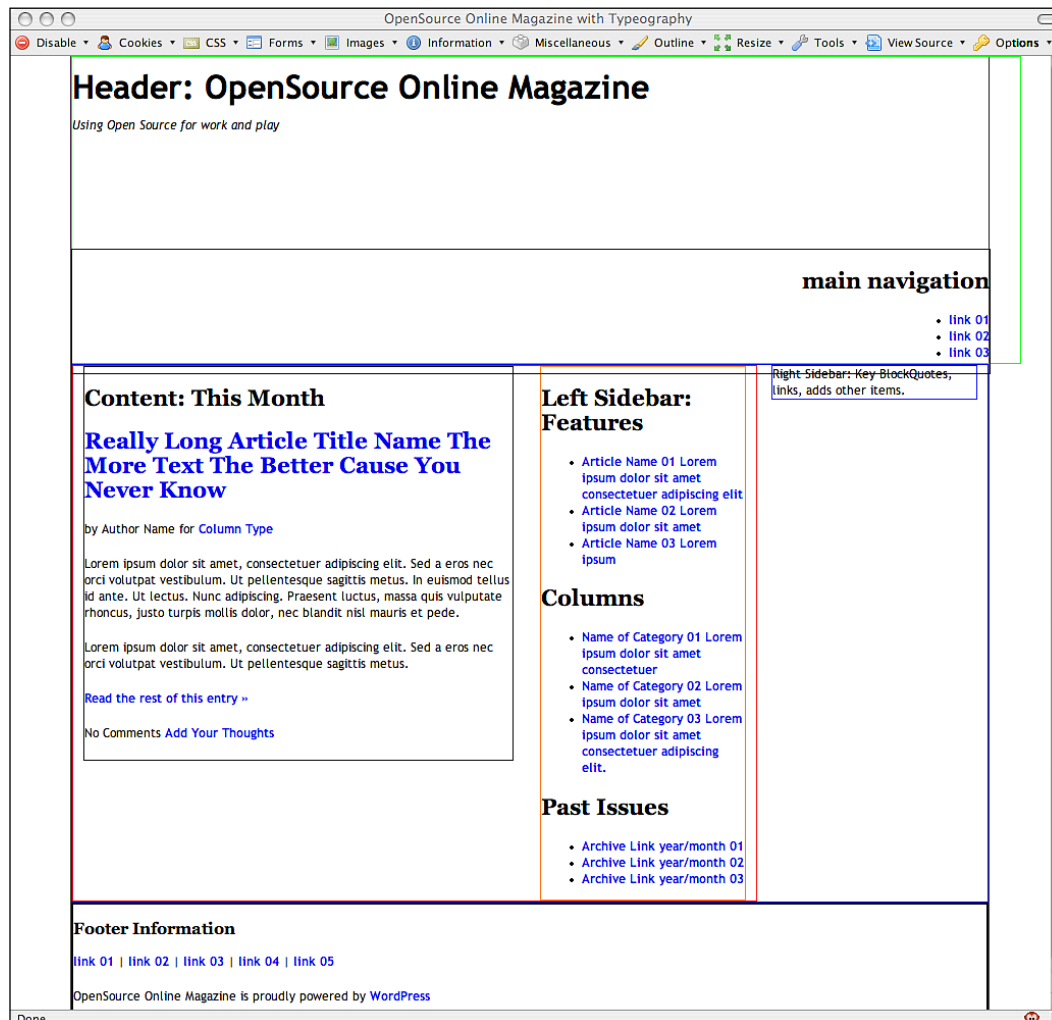 OpenSource Online Magazine with Typeography
Disable Cookies CSS Forms Images Information Miscellaneous Outline Resize Tools View Source Options
Header: OpenSource Online Magazine
Using Open Source for work and play
main navigation
• link 01
• link 02
• link 03
Content: This Month
Really Long Article Title Name The
More Text The Better Cause You
Never Know
by Author Name for Column Type
Lorem ipsum dolor sit amet, consectetuer adipiscing elit. Sed a eros nec
orci volutpat vestibulum. Ut pellentesque sagittis metus. In euismod tellus
id ante. Ut lectus. Nunc adipiscing. Praesent luctus, massa quis vulputate
rhoncus, justo turpis mollis dolor, nec blandit nisl mauris et pede.
Lorem ipsum dolor sit amet, consectetuer adipiscing elit. Sed a eros nec
orci volutpat vestibulum. Ut pellentesque sagittis metus.
Read the rest of this entry »
No Comments Add Your Thoughts
Left Sidebar:
Features
• Article Name 01 Lorem
ipsum dolor sit amet
consectetuer adipiscing elit
• Article Name 02 Lorem
ipsum dolor sit amet
• Article Name 03 Lorem
ipsum
Columns
• Name of Category 01 Lorem
ipsum dolor sit amet
consectetuer
• Name of Category 02 Lorem
ipsum dolor sit amet
• Name of Category 03 Lorem
ipsum dolor sit amet
consectetuer adipiscing
elit.
Past Issues
• Archive Link year/month 01
• Archive Link year/month 02
• Archive Link year/month 03
Right Sidebar: Key BlockQuotes,
links, adds other items.
Footer Information
link 01 | link 02 | link 03 | link 04 | link 05
OpenSource Online Magazine is proudly powered by WordPress
Done